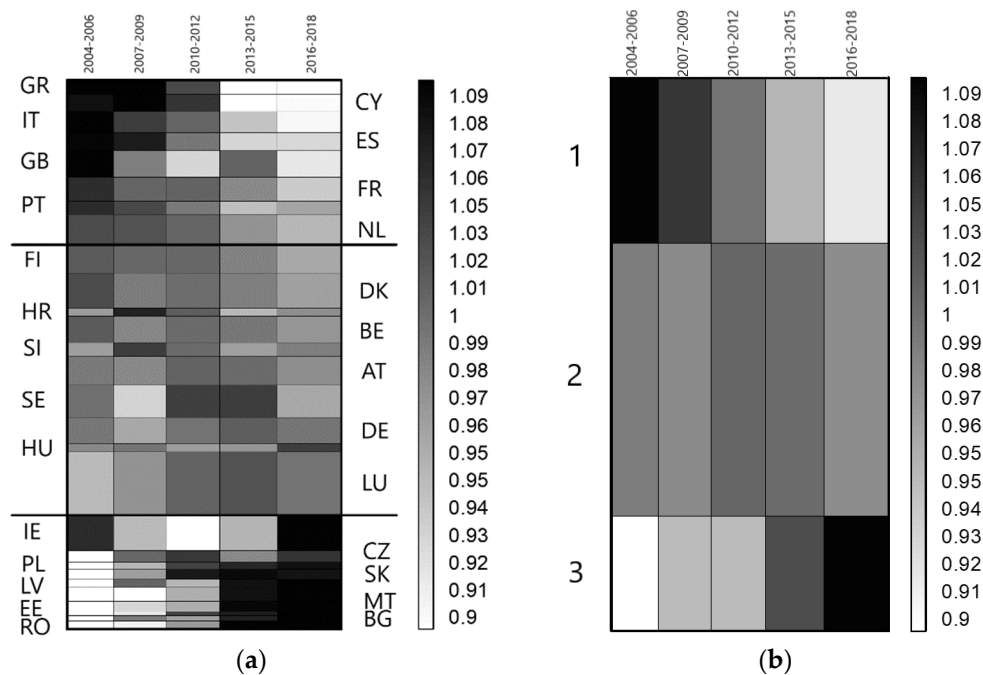 2004-2006
2007-2009
2010-2012
2013-2015
2016-2018
GR
CY
IT
ES
GB
FR
PT
NL
FI
DK
HR
BE
SI
AT
SE
DE
HU
LU
IE
CZ
PL
SK
LV
MT
EE
BG
RO
1.09
1.08
1.07
1.06
1.05
1.04
1.03
1.02
1.01
1
0.99
0.98
0.97
0.96
0.95
0.94
0.93
0.92
0.91
0.9
(a)
2004-2006
2007-2009
2010-2012
2013-2015
2016-2018
1
2
3
1.09
1.08
1.07
1.06
1.05
1.04
1.03
1.02
1.01
1
0.99
0.98
0.97
0.96
0.95
0.94
0.93
0.92
0.91
0.9
(b)